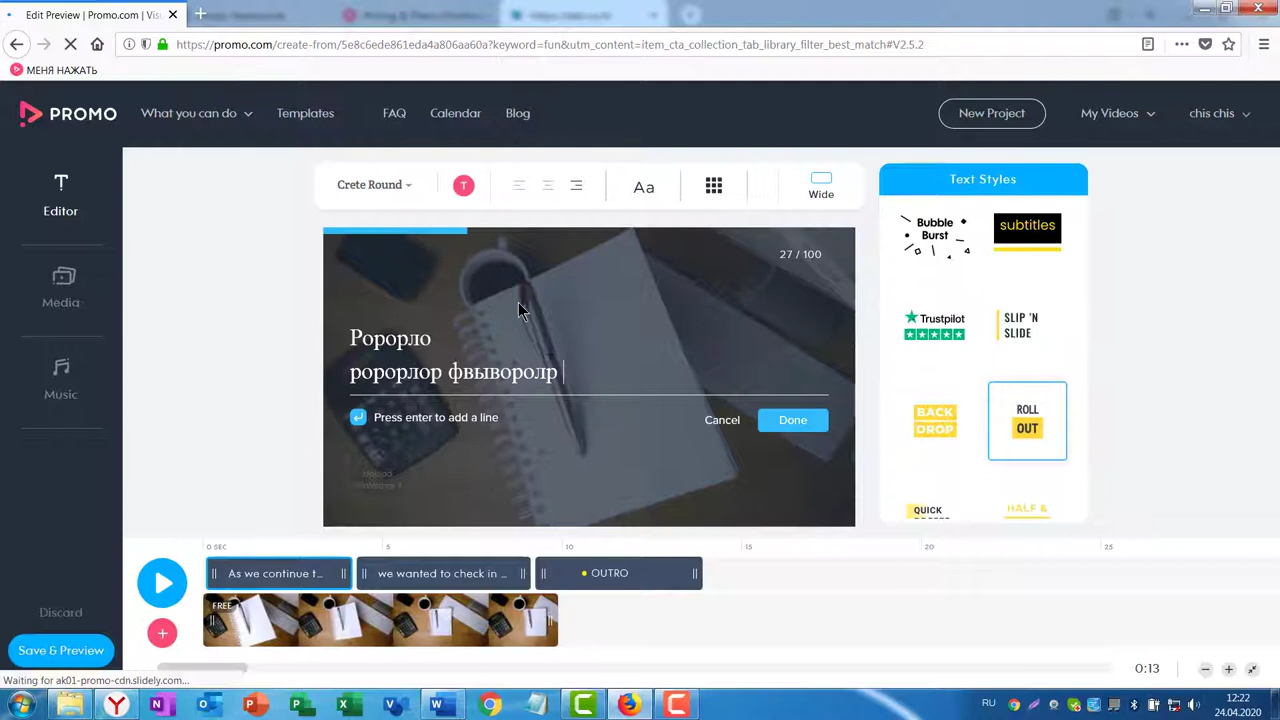 Edit Preview | Promo.com | Visu
https://promo.com/create-from/5e8c6ede861eda4a806aa60a?keyword=fun&utm_content=item_cta_collection_tab_library_filter_best_match#V2.5.2
МЕНЯ НАЖАТЬ
PROMO
What you can do
Templates
FAQ
Calendar
Blog
New Project
My Videos
chis chis
Editor
Media
Music
Discard
Save & Preview
Crete Round
T
Aa
Wide
27 / 100
Ророрло
ророрлор фвыворолр
Press enter to add a line
Cancel
Done
Text Styles
Bubble
Burst
subtitles
Trustpilot
SLIP 'N
SLIDE
BACK
DROP
ROLL
OUT
QUICK
HALF &
0 SEC
5
10
15
20
25
As we continue t...
we wanted to check in ...
OUTRO
FREE
0:13
Waiting for ak01-promo-cdn.slidely.com...
RU
12:22
24.04.2020